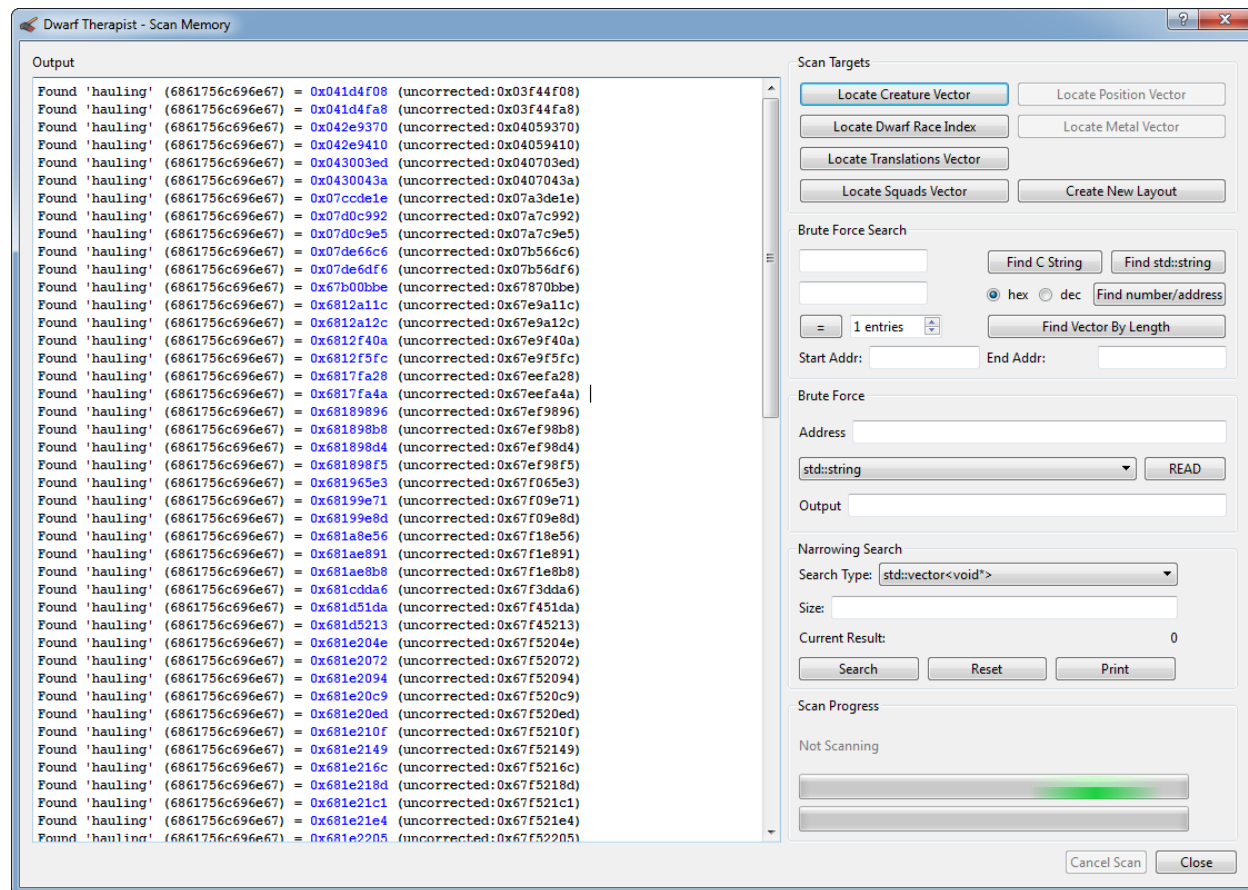 Dwarf Therapist - Scan Memory
Output
Found 'hauling' (6861756c696e67) = 0x041d4f08 (uncorrected:0x03f44f08)
Found 'hauling' (6861756c696e67) = 0x041d4fa8 (uncorrected:0x03f44fa8)
Found 'hauling' (6861756c696e67) = 0x042e9370 (uncorrected:0x04059370)
Found 'hauling' (6861756c696e67) = 0x042e9410 (uncorrected:0x04059410)
Found 'hauling' (6861756c696e67) = 0x043003ed (uncorrected:0x040703ed)
Found 'hauling' (6861756c696e67) = 0x0430043a (uncorrected:0x0407043a)
Found 'hauling' (6861756c696e67) = 0x07ccde1e (uncorrected:0x07a3de1e)
Found 'hauling' (6861756c696e67) = 0x07d0c992 (uncorrected:0x07a7c992)
Found 'hauling' (6861756c696e67) = 0x07d0c9e5 (uncorrected:0x07a7c9e5)
Found 'hauling' (6861756c696e67) = 0x07de66c6 (uncorrected:0x07b566c6)
Found 'hauling' (6861756c696e67) = 0x07de6df6 (uncorrected:0x07b56df6)
Found 'hauling' (6861756c696e67) = 0x67b00bbe (uncorrected:0x67870bbe)
Found 'hauling' (6861756c696e67) = 0x6812a11c (uncorrected:0x67e9a11c)
Found 'hauling' (6861756c696e67) = 0x6812a12c (uncorrected:0x67e9a12c)
Found 'hauling' (6861756c696e67) = 0x6812f40a (uncorrected:0x67e9f40a)
Found 'hauling' (6861756c696e67) = 0x6812f5fc (uncorrected:0x67e9f5fc)
Found 'hauling' (6861756c696e67) = 0x6817fa28 (uncorrected:0x67eefa28)
Found 'hauling' (6861756c696e67) = 0x6817fa4a (uncorrected:0x67eefa4a)
Found 'hauling' (6861756c696e67) = 0x68189896 (uncorrected:0x67ef9896)
Found 'hauling' (6861756c696e67) = 0x681898b8 (uncorrected:0x67ef98b8)
Found 'hauling' (6861756c696e67) = 0x681898d4 (uncorrected:0x67ef98d4)
Found 'hauling' (6861756c696e67) = 0x681898f5 (uncorrected:0x67ef98f5)
Found 'hauling' (6861756c696e67) = 0x681965e3 (uncorrected:0x67f065e3)
Found 'hauling' (6861756c696e67) = 0x68199e71 (uncorrected:0x67f09e71)
Found 'hauling' (6861756c696e67) = 0x68199e8d (uncorrected:0x67f09e8d)
Found 'hauling' (6861756c696e67) = 0x681a8e56 (uncorrected:0x67f18e56)
Found 'hauling' (6861756c696e67) = 0x681ae891 (uncorrected:0x67f1e891)
Found 'hauling' (6861756c696e67) = 0x681ae8b8 (uncorrected:0x67f1e8b8)
Found 'hauling' (6861756c696e67) = 0x681cdda6 (uncorrected:0x67f3dda6)
Found 'hauling' (6861756c696e67) = 0x681d51da (uncorrected:0x67f451da)
Found 'hauling' (6861756c696e67) = 0x681d5213 (uncorrected:0x67f45213)
Found 'hauling' (6861756c696e67) = 0x681e204e (uncorrected:0x67f5204e)
Found 'hauling' (6861756c696e67) = 0x681e2072 (uncorrected:0x67f52072)
Found 'hauling' (6861756c696e67) = 0x681e2094 (uncorrected:0x67f52094)
Found 'hauling' (6861756c696e67) = 0x681e20c9 (uncorrected:0x67f520c9)
Found 'hauling' (6861756c696e67) = 0x681e20ed (uncorrected:0x67f520ed)
Found 'hauling' (6861756c696e67) = 0x681e210f (uncorrected:0x67f5210f)
Found 'hauling' (6861756c696e67) = 0x681e2149 (uncorrected:0x67f52149)
Found 'hauling' (6861756c696e67) = 0x681e216c (uncorrected:0x67f5216c)
Found 'hauling' (6861756c696e67) = 0x681e218d (uncorrected:0x67f5218d)
Found 'hauling' (6861756c696e67) = 0x681e21c1 (uncorrected:0x67f521c1)
Found 'hauling' (6861756c696e67) = 0x681e21e4 (uncorrected:0x67f521e4)
Found 'hauling' (6861756c696e67) = 0x681e2205 (uncorrected:0x67f52205)
Scan Targets
Locate Creature Vector
Locate Position Vector
Locate Dwarf Race Index
Locate Metal Vector
Locate Translations Vector
Locate Squads Vector
Create New Layout
Brute Force Search
Find C String
Find std::string
hex
dec
Find number/address
=
1 entries
Find Vector By Length
Start Addr:
End Addr:
Brute Force
Address
std::string
READ
Output
Narrowing Search
Search Type: std::vector<void*>
Size:
Current Result: 0
Search
Reset
Print
Scan Progress
Not Scanning
Cancel Scan
Close